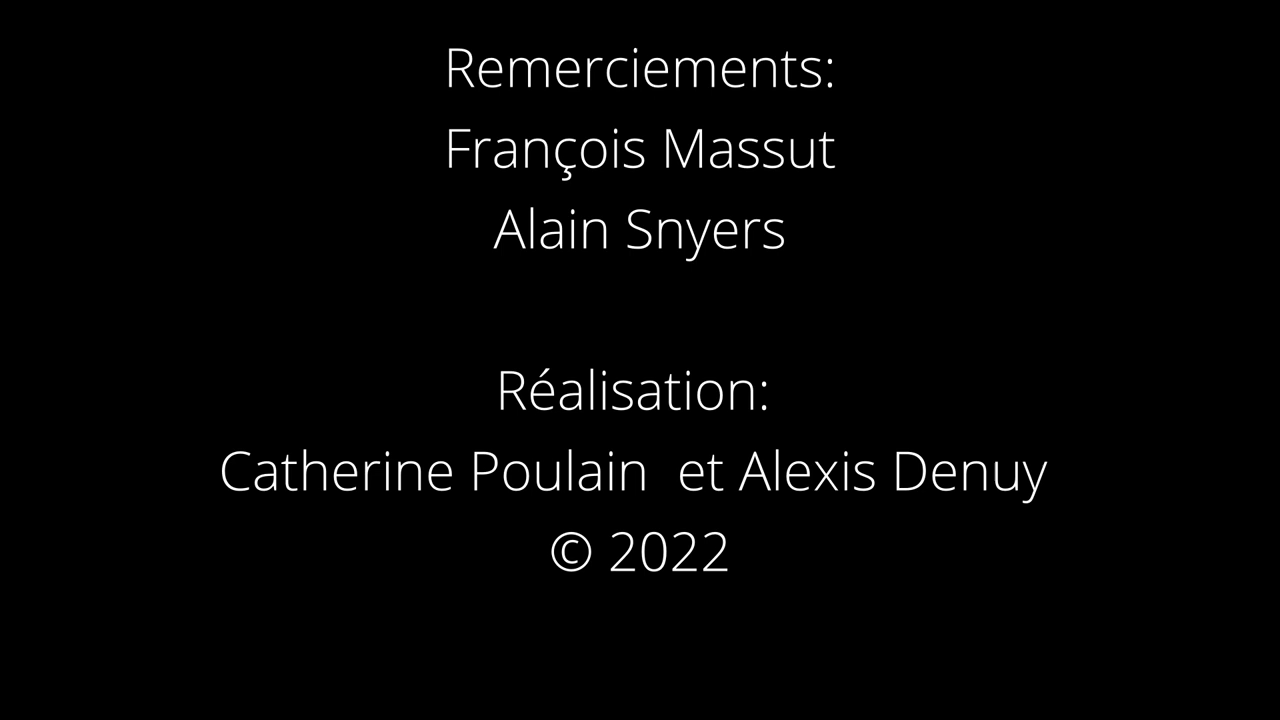 Remerciements:
François Massut
Alain Snyers
Réalisation:
Catherine Poulain  et Alexis Denuy
© 2022